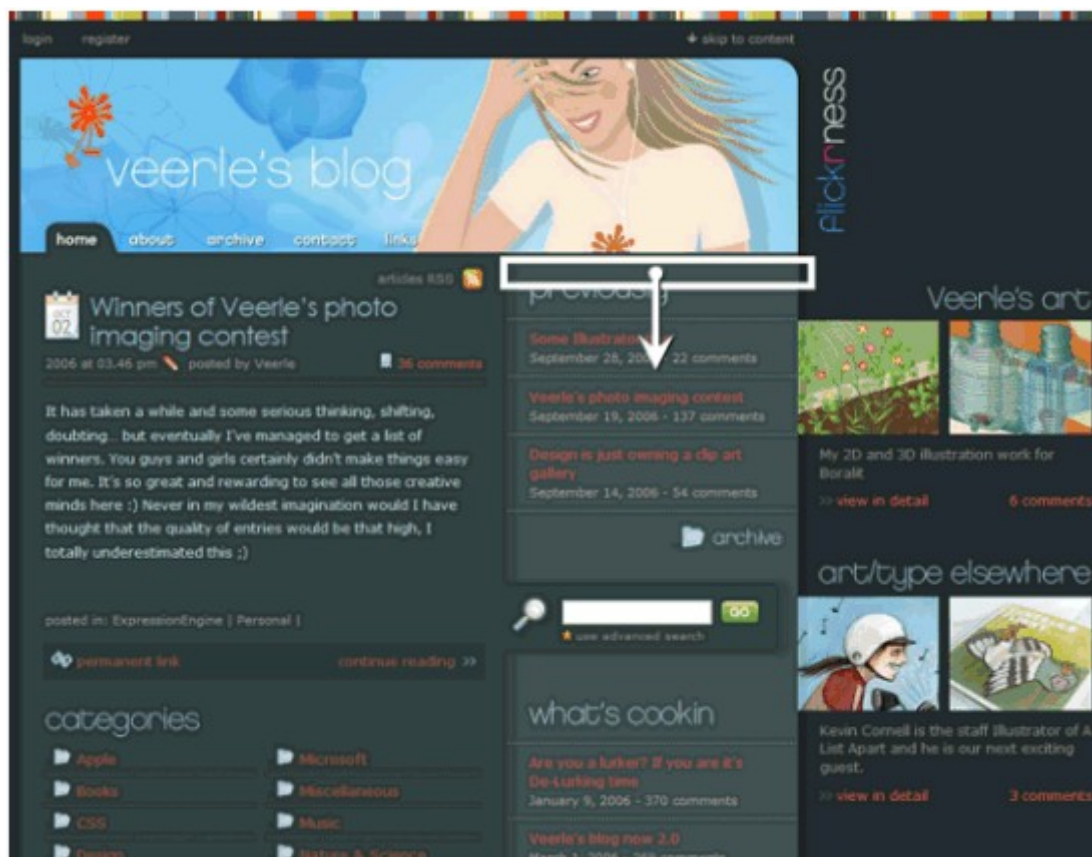 login register
skip to content
veerle's blog
home about archive contact links
flickrness
articles RSS
oct
02
Winners of Veerle's photo
imaging contest
2006 at 03.46 pm posted by Veerle 36 comments
It has taken a while and some serious thinking, shifting,
doubting... but eventually I've managed to get a list of
winners. You guys and girls certainly didn't make things easy
for me. It's so great and rewarding to see all those creative
minds here :) Never in my wildest imagination would I have
thought that the quality of entries would be that high, I
totally underestimated this ;)
posted in: ExpressionEngine | Personal |
permanent link continue reading >>
categories
Apple Microsoft
Books Miscellaneous
CSS Music
Design Nature & Science
previously
Some Illustrator
September 28, 22 comments
Veerle's photo imaging contest
September 19, 2006 - 137 comments
Design is just owning a clip art
gallery
September 14, 2006 - 54 comments
archive
GO
use advanced search
what's cookin
Are you a lurker? If you are it's
De-Lurking time
January 9, 2006 - 370 comments
Veerle's blog now 2.0
Veerle's art
My 2D and 3D illustration work for
Boralit
>> view in detail 6 comments
art/type elsewhere
Kevin Cornell is the staff Illustrator of A
List Apart and he is our next exciting
guest.
>> view in detail 3 comments